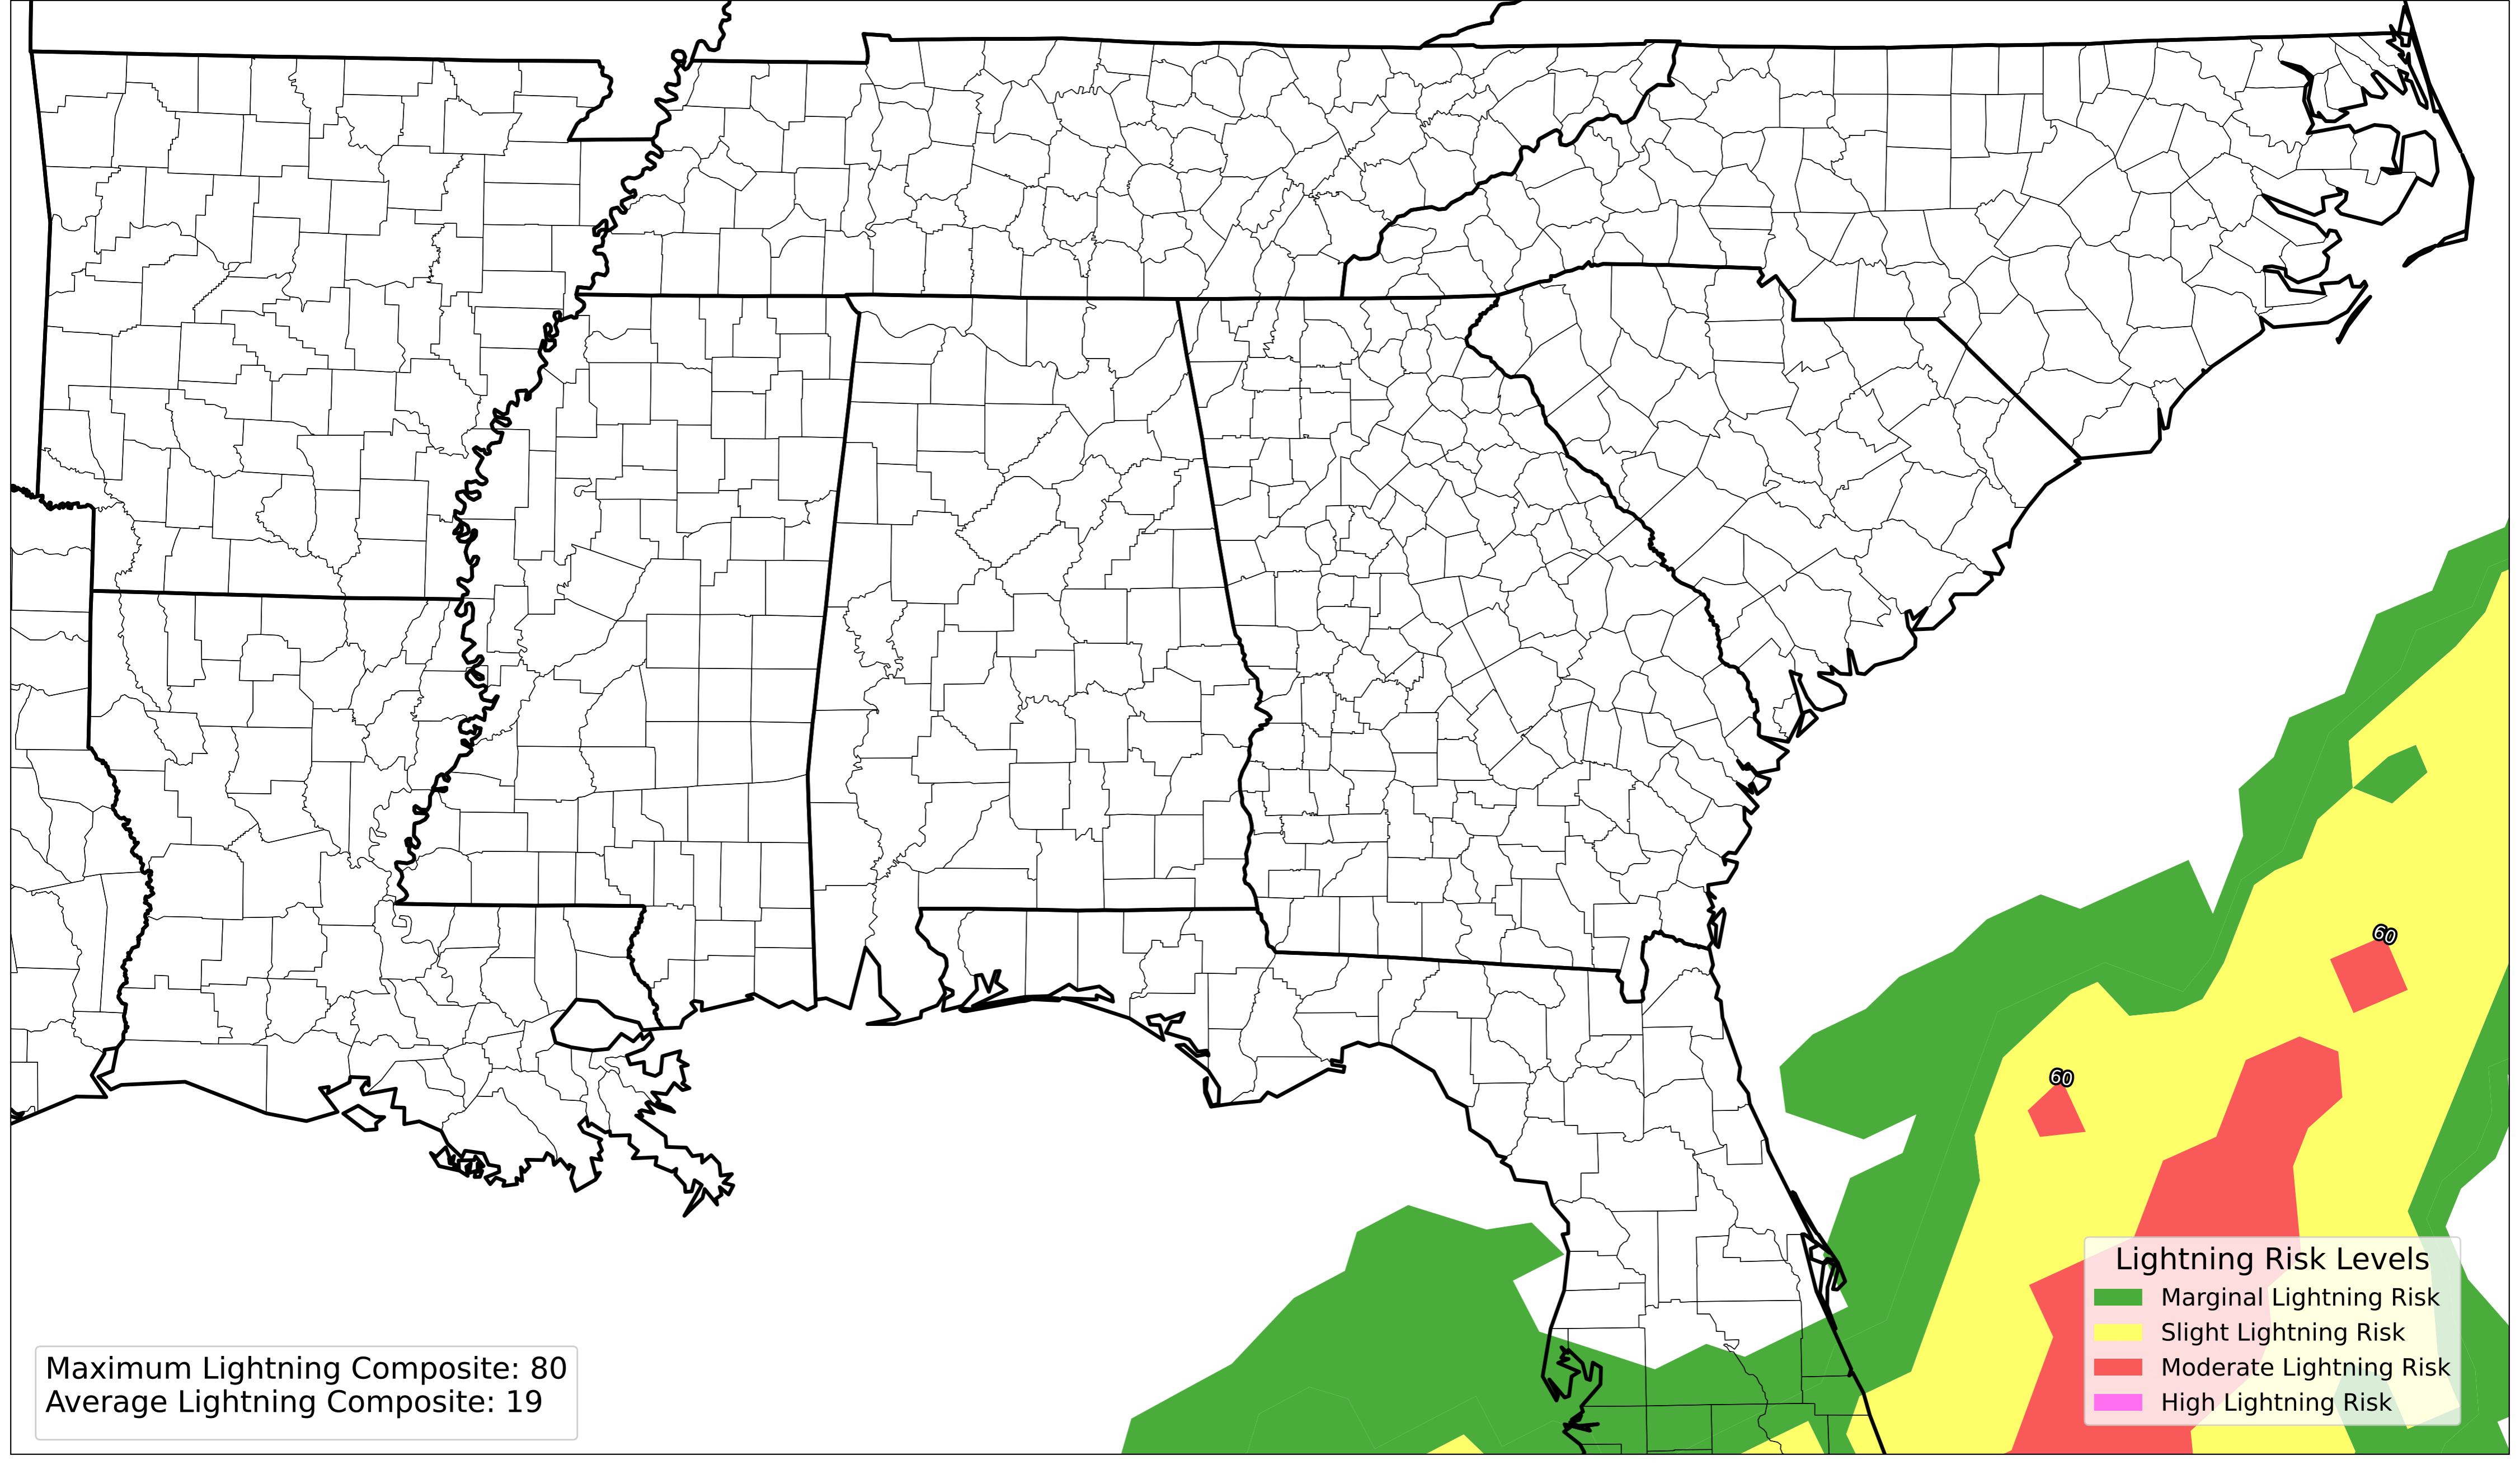 60
60
Lightning Risk Levels
Marginal Lightning Risk
Slight Lightning Risk
Moderate Lightning Risk
High Lightning Risk
Maximum Lightning Composite: 80
Average Lightning Composite: 19